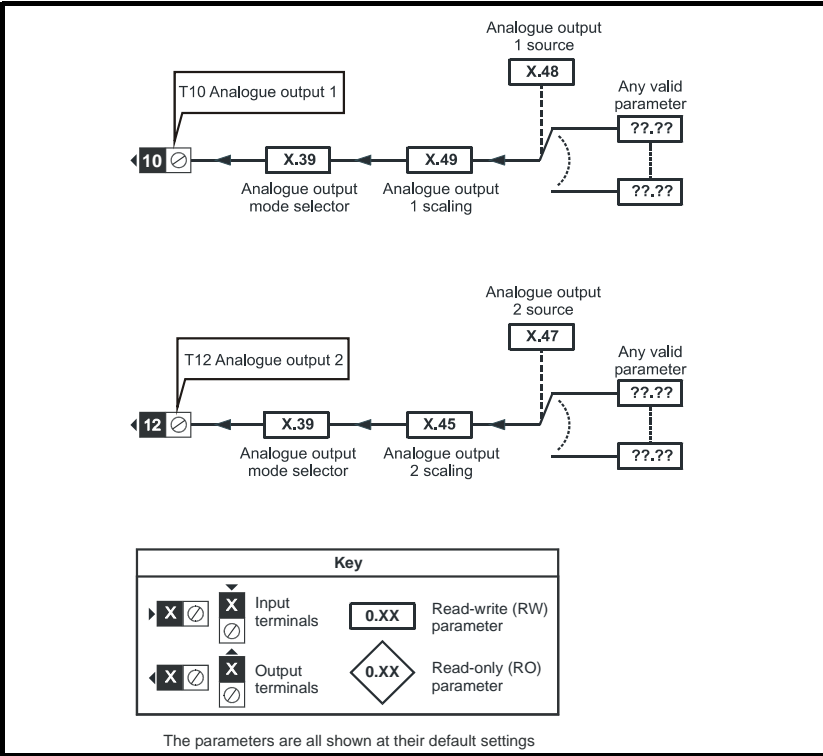 Analogue output
1 source
X.48
T10 Analogue output 1
Any valid
parameter
??.??
10
X.39
X.49
Analogue output
mode selector
Analogue output
1 scaling
??.??
Analogue output
2 source
X.47
T12 Analogue output 2
Any valid
parameter
??.??
12
X.39
X.45
Analogue output
mode selector
Analogue output
2 scaling
??.??
Key
X
X
Input
terminals
0.XX
Read-write (RW)
parameter
X
X
Output
terminals
0.XX
Read-only (RO)
parameter
The parameters are all shown at their default settings